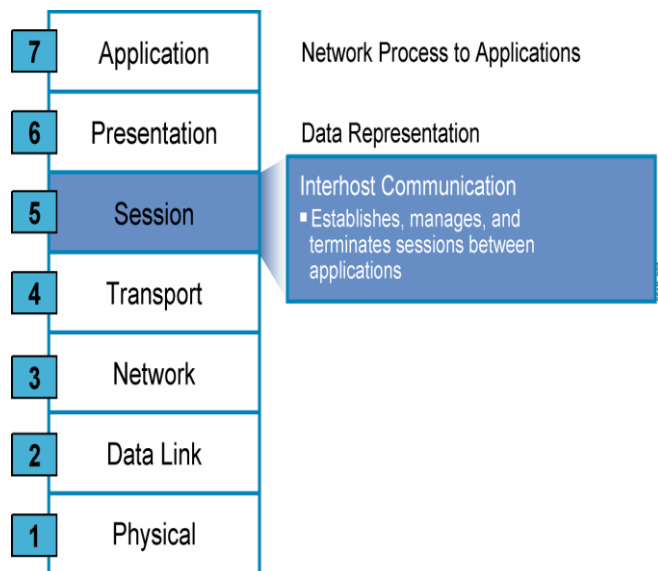 7 Application Network Process to Applications
6 Presentation Data Representation
Interhost Communication
5 Session ▪ Establishes, manages, and
terminates sessions between
applications
4 Transport
3 Network
2 Data Link
1 Physical